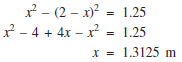 x² − (2 − x)² = 1.25
x² − 4 + 4x − x² = 1.25
x = 1.3125 m